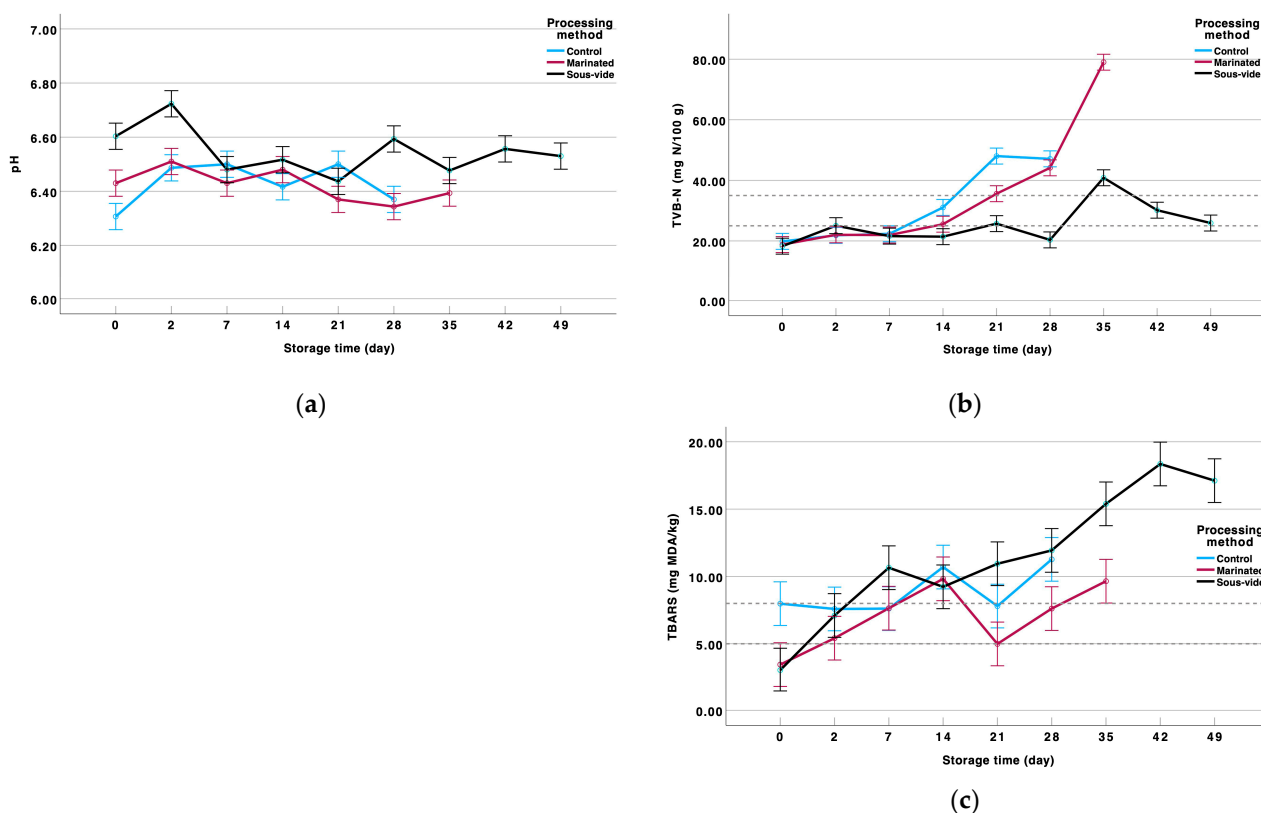 Processing
method
Control
Marinated
Sous-vide
7.00
6.80
6.60
6.40
6.20
6.00
pH
0 2 7 14 21 28 35 42 49
Storage time (day)
(a)
Processing
method
Control
Marinated
Sous-vide
80.00
60.00
40.00
20.00
0.00
TVB-N (mg N/100 g)
0 2 7 14 21 28 35 42 49
Storage time (day)
(b)
20.00
15.00
10.00
5.00
0.00
TBARS (mg MDA/kg)
Processing
method
Control
Marinated
Sous-vide
0 2 7 14 21 28 35 42 49
Storage time (day)
(c)